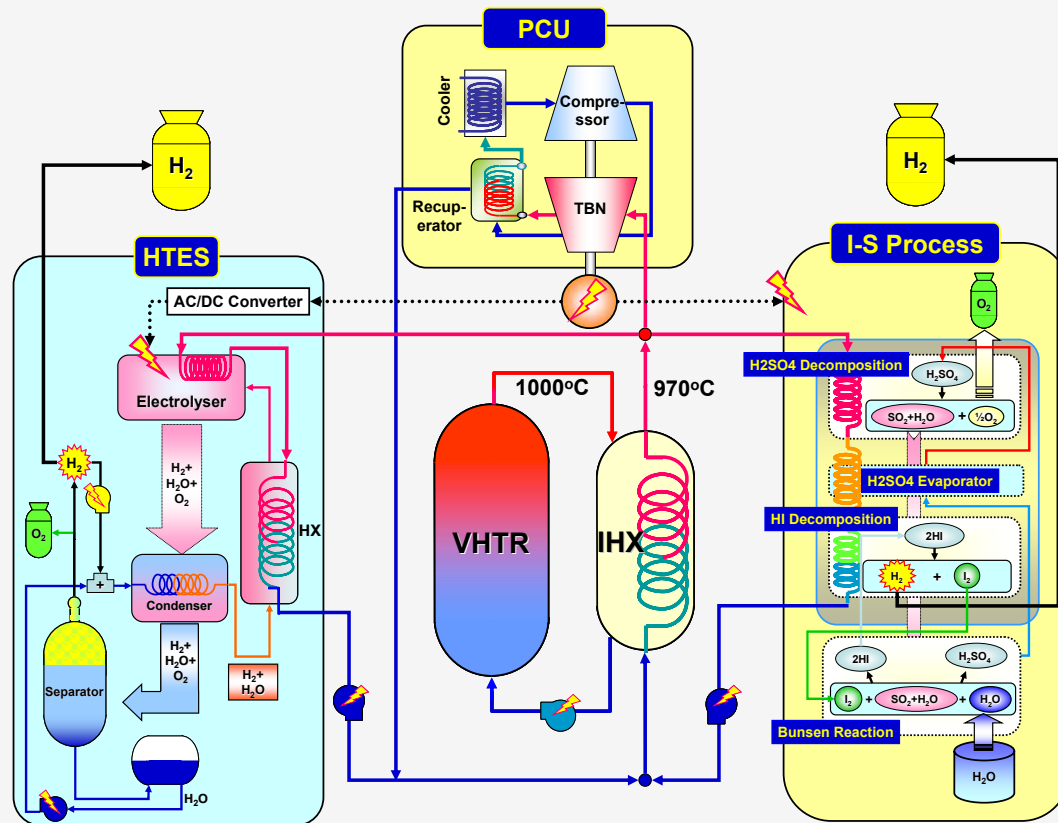 PCU
Cooler
Compre-
ssor
TBN
Recup-
erator
H₂
H₂
HTES
AC/DC Converter
I-S Process
O₂
H2SO4 Decomposition
H₂SO₄
SO₂+H₂O
+
½O₂
H2SO4 Evaporator
HI Decomposition
2HI
H₂
+
I₂
2HI
H₂SO₄
I₂
+
SO₂+H₂O
+
H₂O
Bunsen Reaction
H₂O
1000ºC
970ºC
VHTR
IHX
Electrolyser
H₂+
H₂O+
O₂
H₂
O₂
HX
+
Condenser
H₂+
H₂O+
O₂
H₂+
H₂O
Separator
H₂O